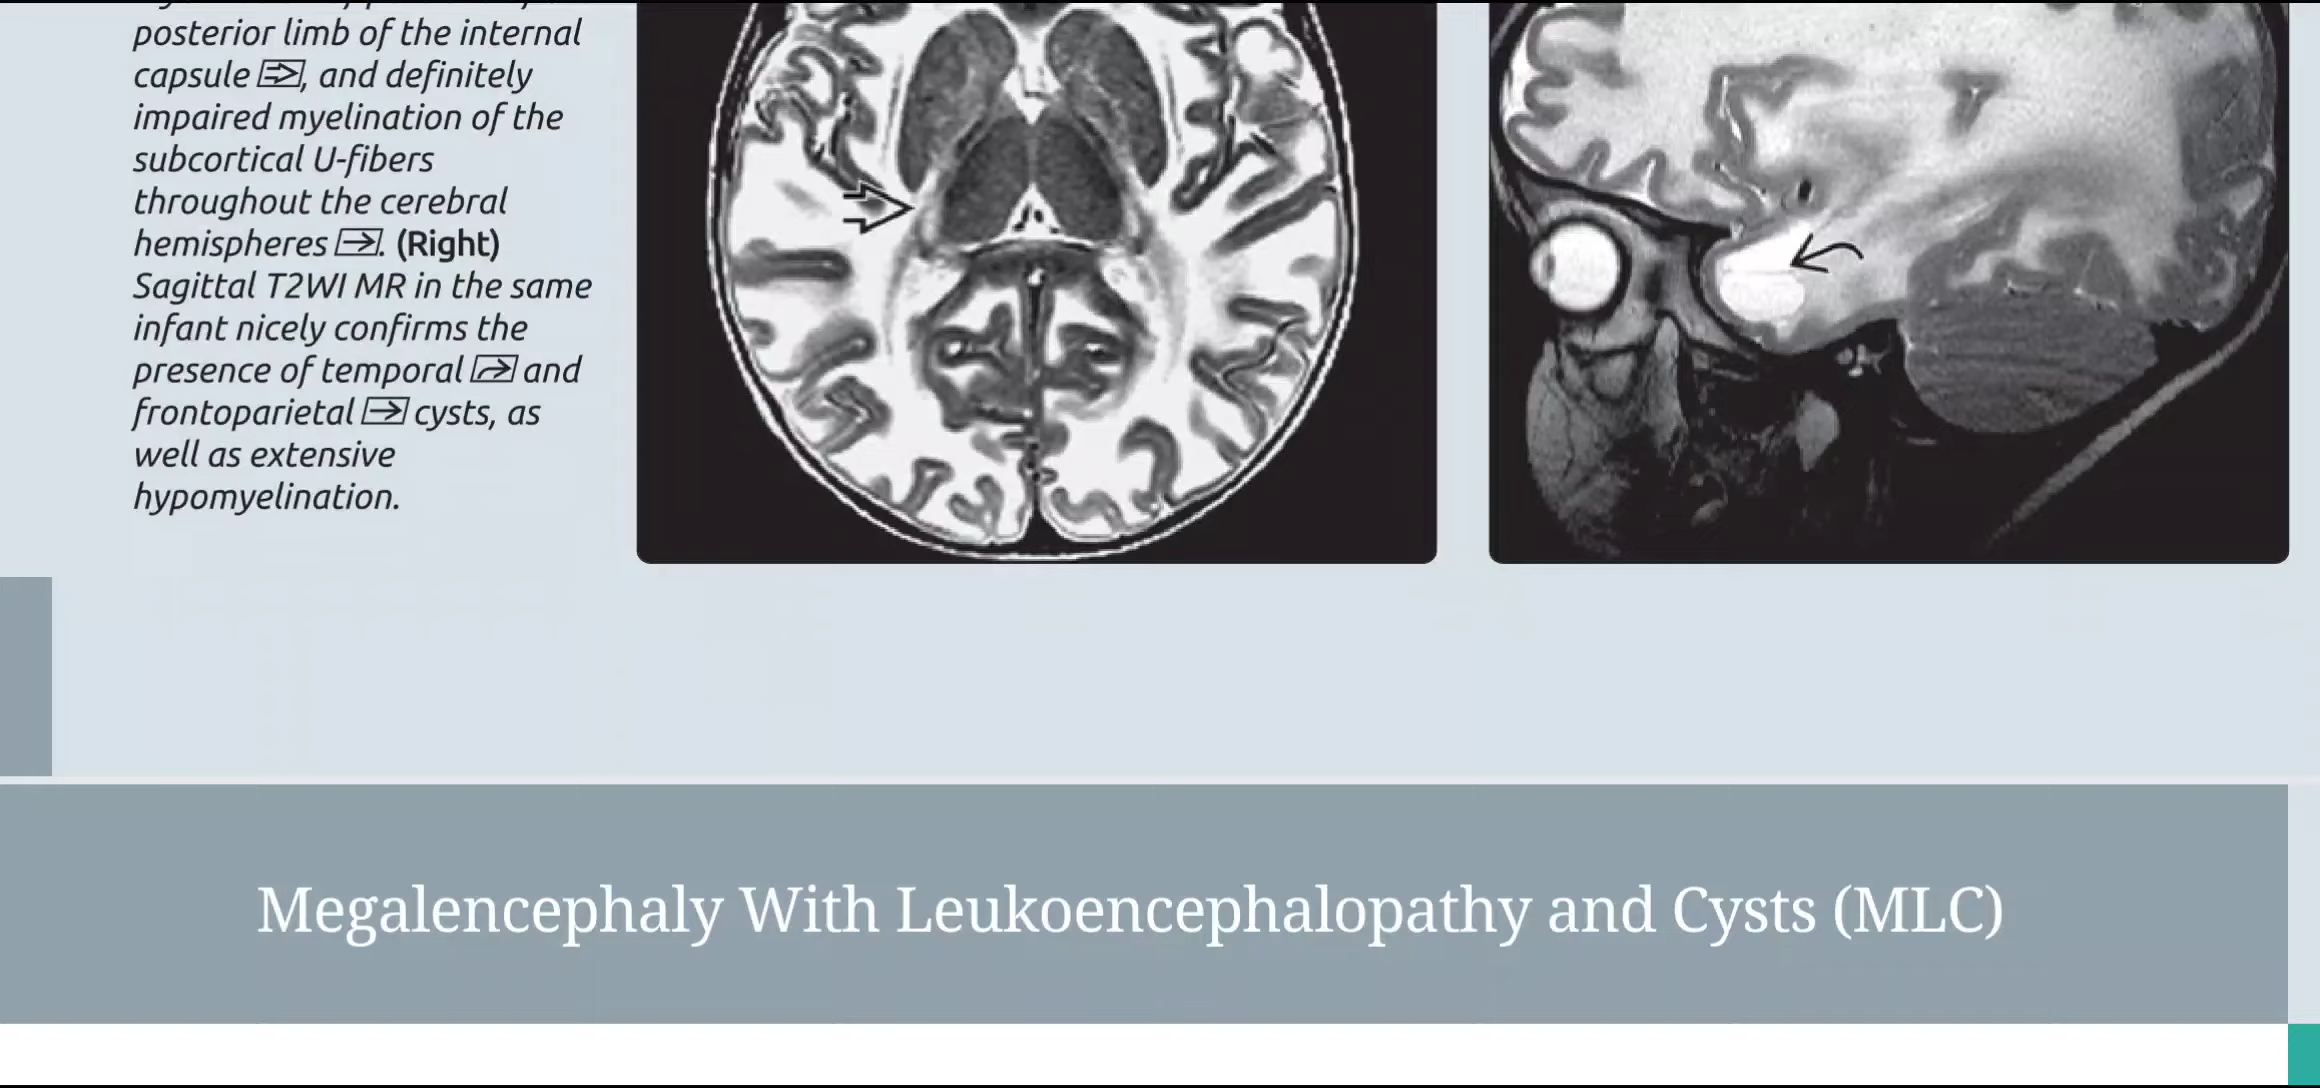 posterior limb of the internal
capsule, and definitely
impaired myelination of the
subcortical U-fibers
throughout the cerebral
hemispheres. (Right)
Sagittal T2WI MR in the same
infant nicely confirms the
presence of temporal and
frontoparietal cysts, as
well as extensive
hypomyelination.
Megalencephaly With Leukoencephalopathy and Cysts (MLC)